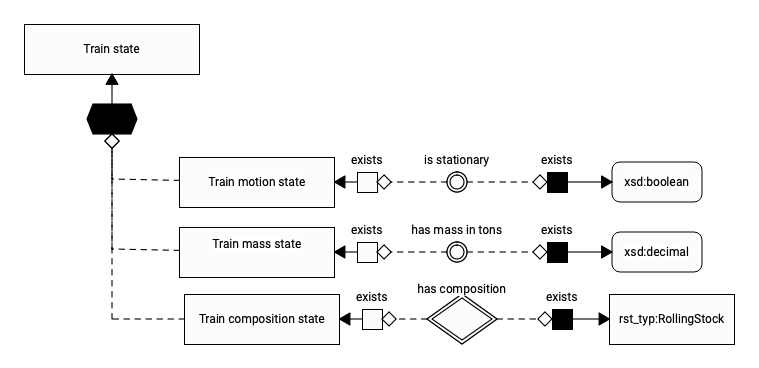 Train state
exists
is stationary
exists
Train motion state
xsd:boolean
exists
has mass in tons
exists
Train mass state
xsd:decimal
exists
has composition
exists
Train composition state
rst_typ:RollingStock